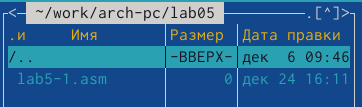 <— ~/work/arch-pc/lab05 .[^]>
.и Имя Размер Дата правки
/.. -ВВЕРХ- дек 6 09:46
lab5-1.asm 0 дек 24 16:11